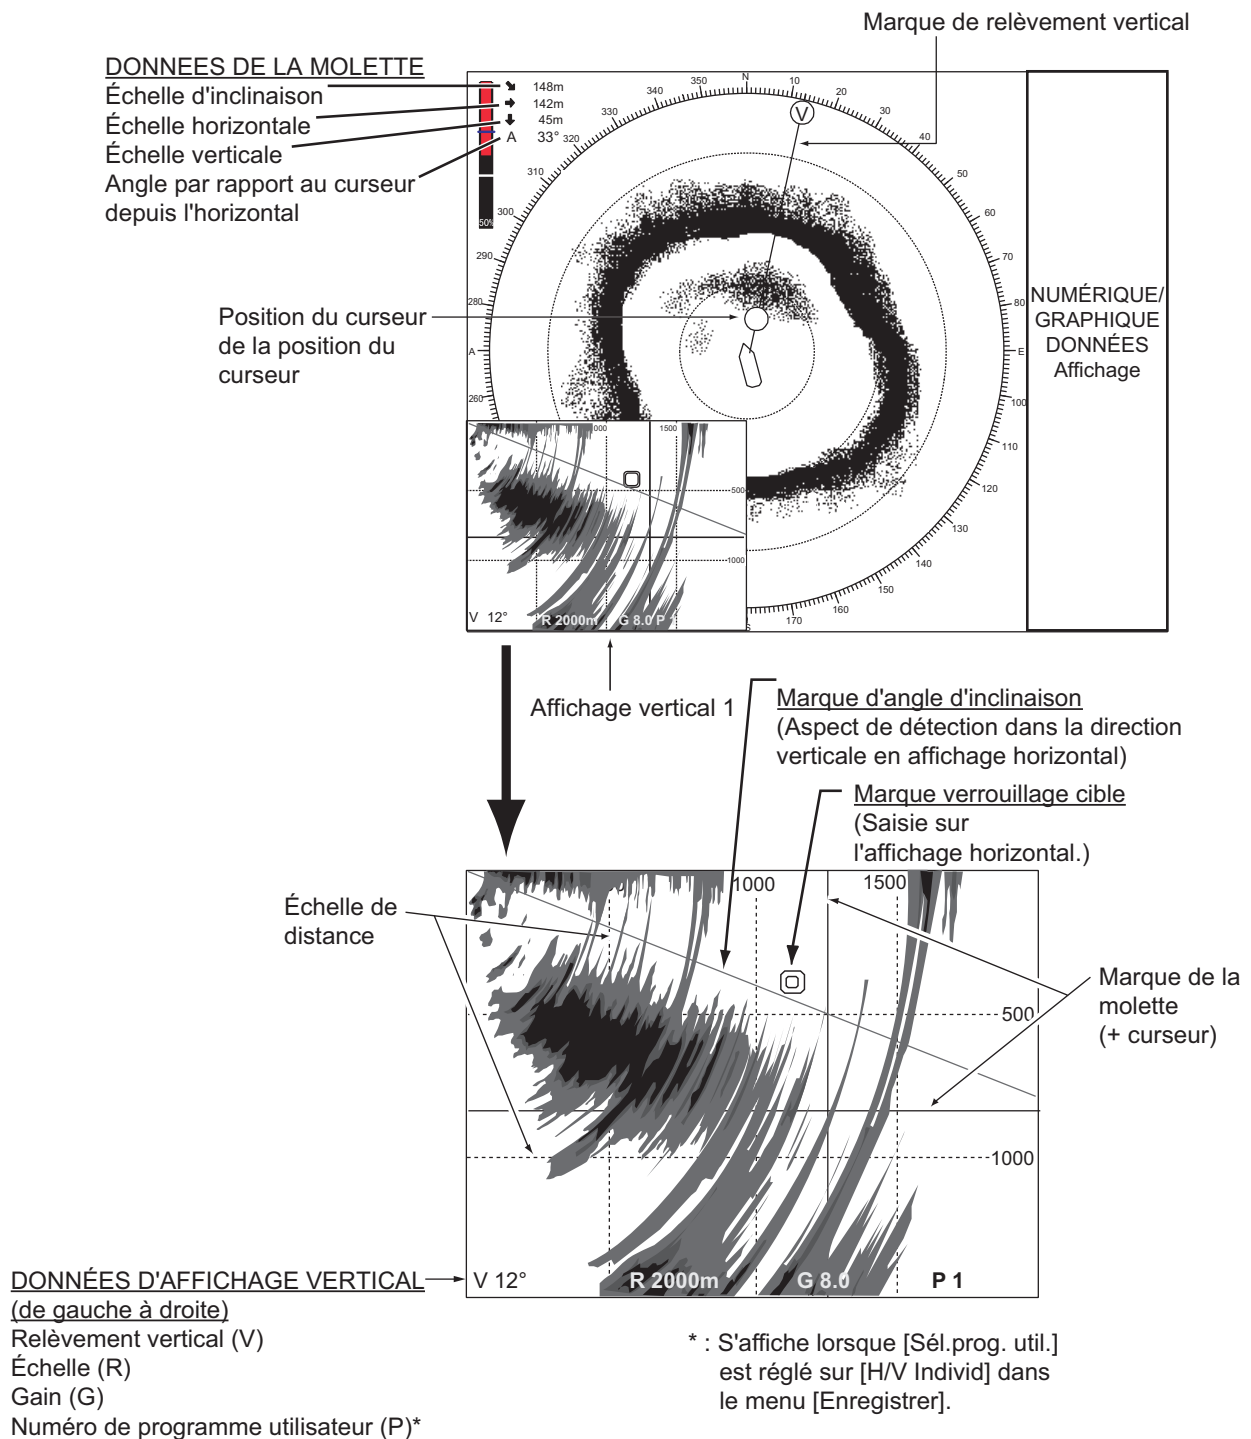 Marque de relèvement vertical
DONNEES DE LA MOLETTE
Échelle d'inclinaison
Échelle horizontale
Échelle verticale
Angle par rapport au curseur
depuis l'horizontal
148m
142m
45m
A 33°
50%
N
10
20
30
40
50
60
70
80
E
100
110
120
130
140
150
160
170
S
260
A
280
290
300
310
320
330
340
350
V
NUMÉRIQUE/
GRAPHIQUE
DONNÉES
Affichage
Position du curseur
de la position du
curseur
000
1500
500
1000
V 12°
R 2000m
G 8.0 P
Affichage vertical 1
Marque d'angle d'inclinaison
(Aspect de détection dans la direction
verticale en affichage horizontal)
Marque verrouillage cible
(Saisie sur
l'affichage horizontal.)
Échelle de
distance
1000
1500
500
1000
Marque de la
molette
(+ curseur)
V 12°
R 2000m
G 8.0
P 1
DONNÉES D'AFFICHAGE VERTICAL
(de gauche à droite)
Relèvement vertical (V)
Échelle (R)
Gain (G)
Numéro de programme utilisateur (P)*
* : S'affiche lorsque [Sél.prog. util.]
est réglé sur [H/V Individ] dans
le menu [Enregistrer].